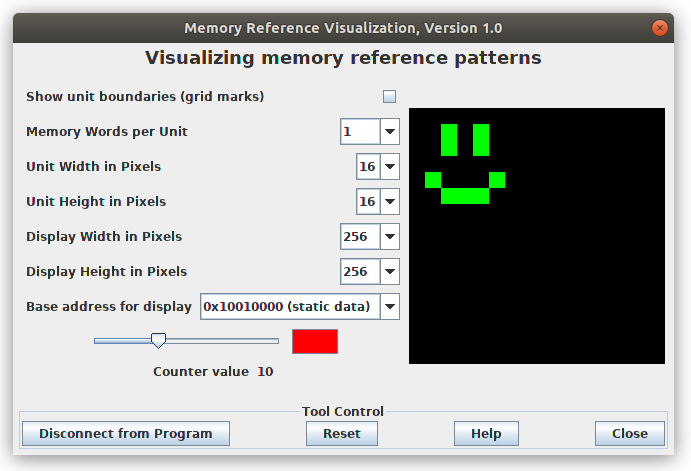 Memory Reference Visualization, Version 1.0
Visualizing memory reference patterns
Show unit boundaries (grid marks)
Memory Words per Unit 1
Unit Width in Pixels 16
Unit Height in Pixels 16
Display Width in Pixels 256
Display Height in Pixels 256
Base address for display 0x10010000 (static data)
Counter value 10
Tool Control
Disconnect from Program Reset Help Close